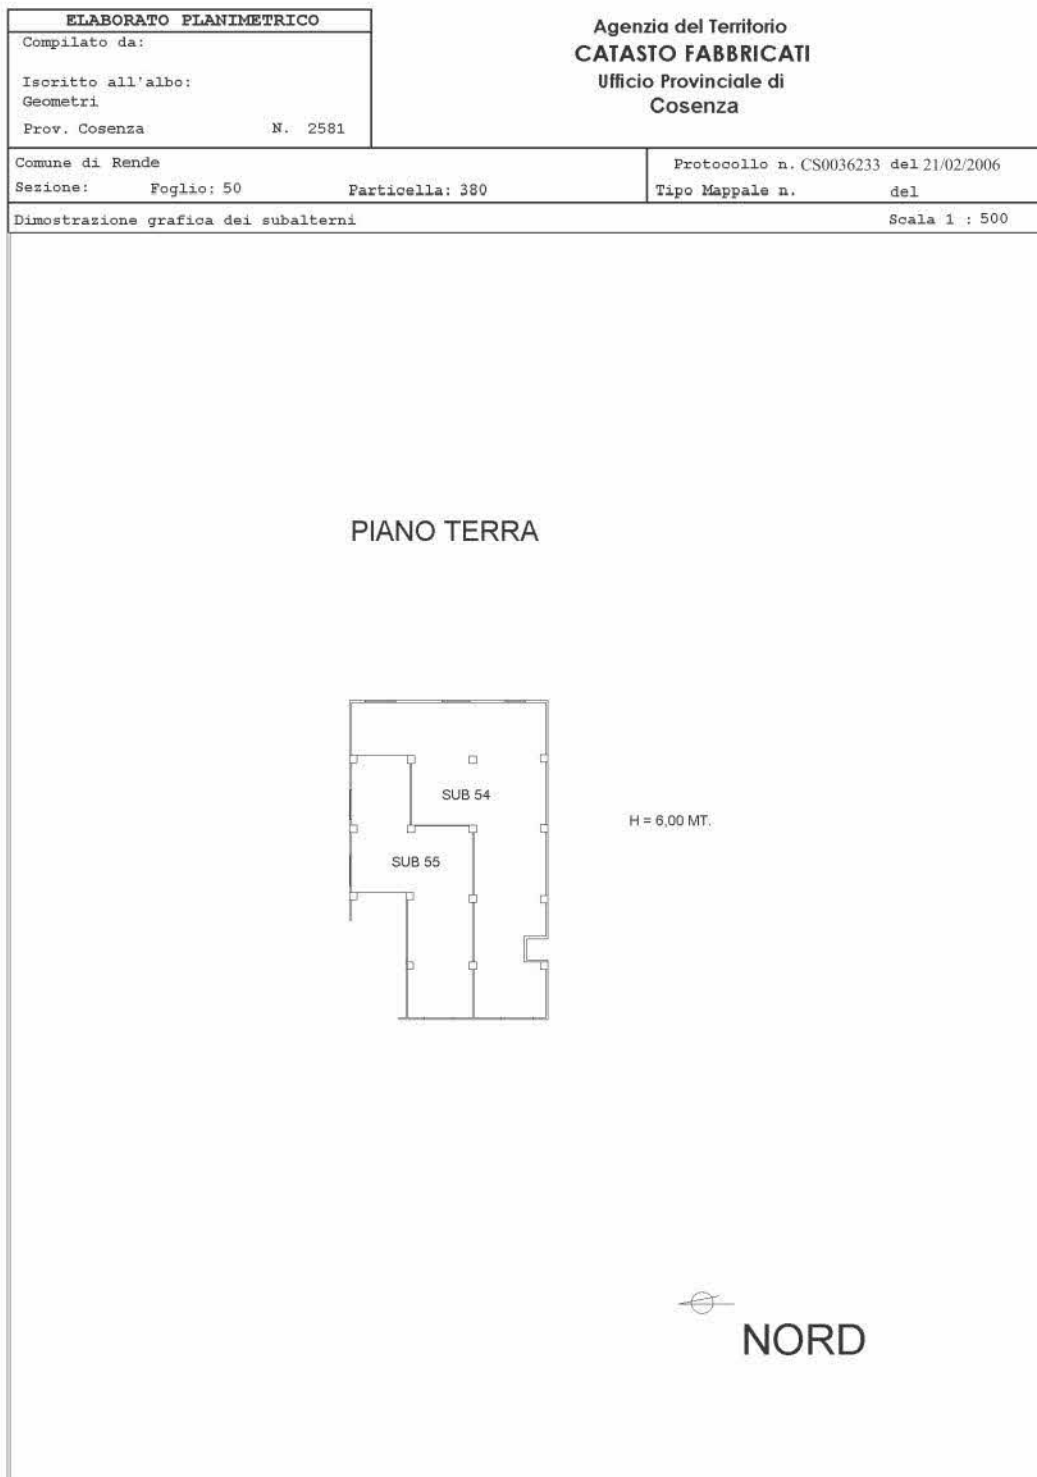 ELABORATO PLANIMETRICO
Compilato da:
Iscritto all'albo:
Geometri
Prov. Cosenza N. 2581
Agenzia del Territorio
CATASTO FABBRICATI
Ufficio Provinciale di
Cosenza
Comune di Rende
Sezione: Foglio: 50 Particella: 380
Protocollo n. CS0036233 del 21/02/2006
Tipo Mappale n. del
Dimostrazione grafica dei subalterni Scala 1 : 500
PIANO TERRA
SUB 54
H = 6,00 MT.
SUB 55
NORD